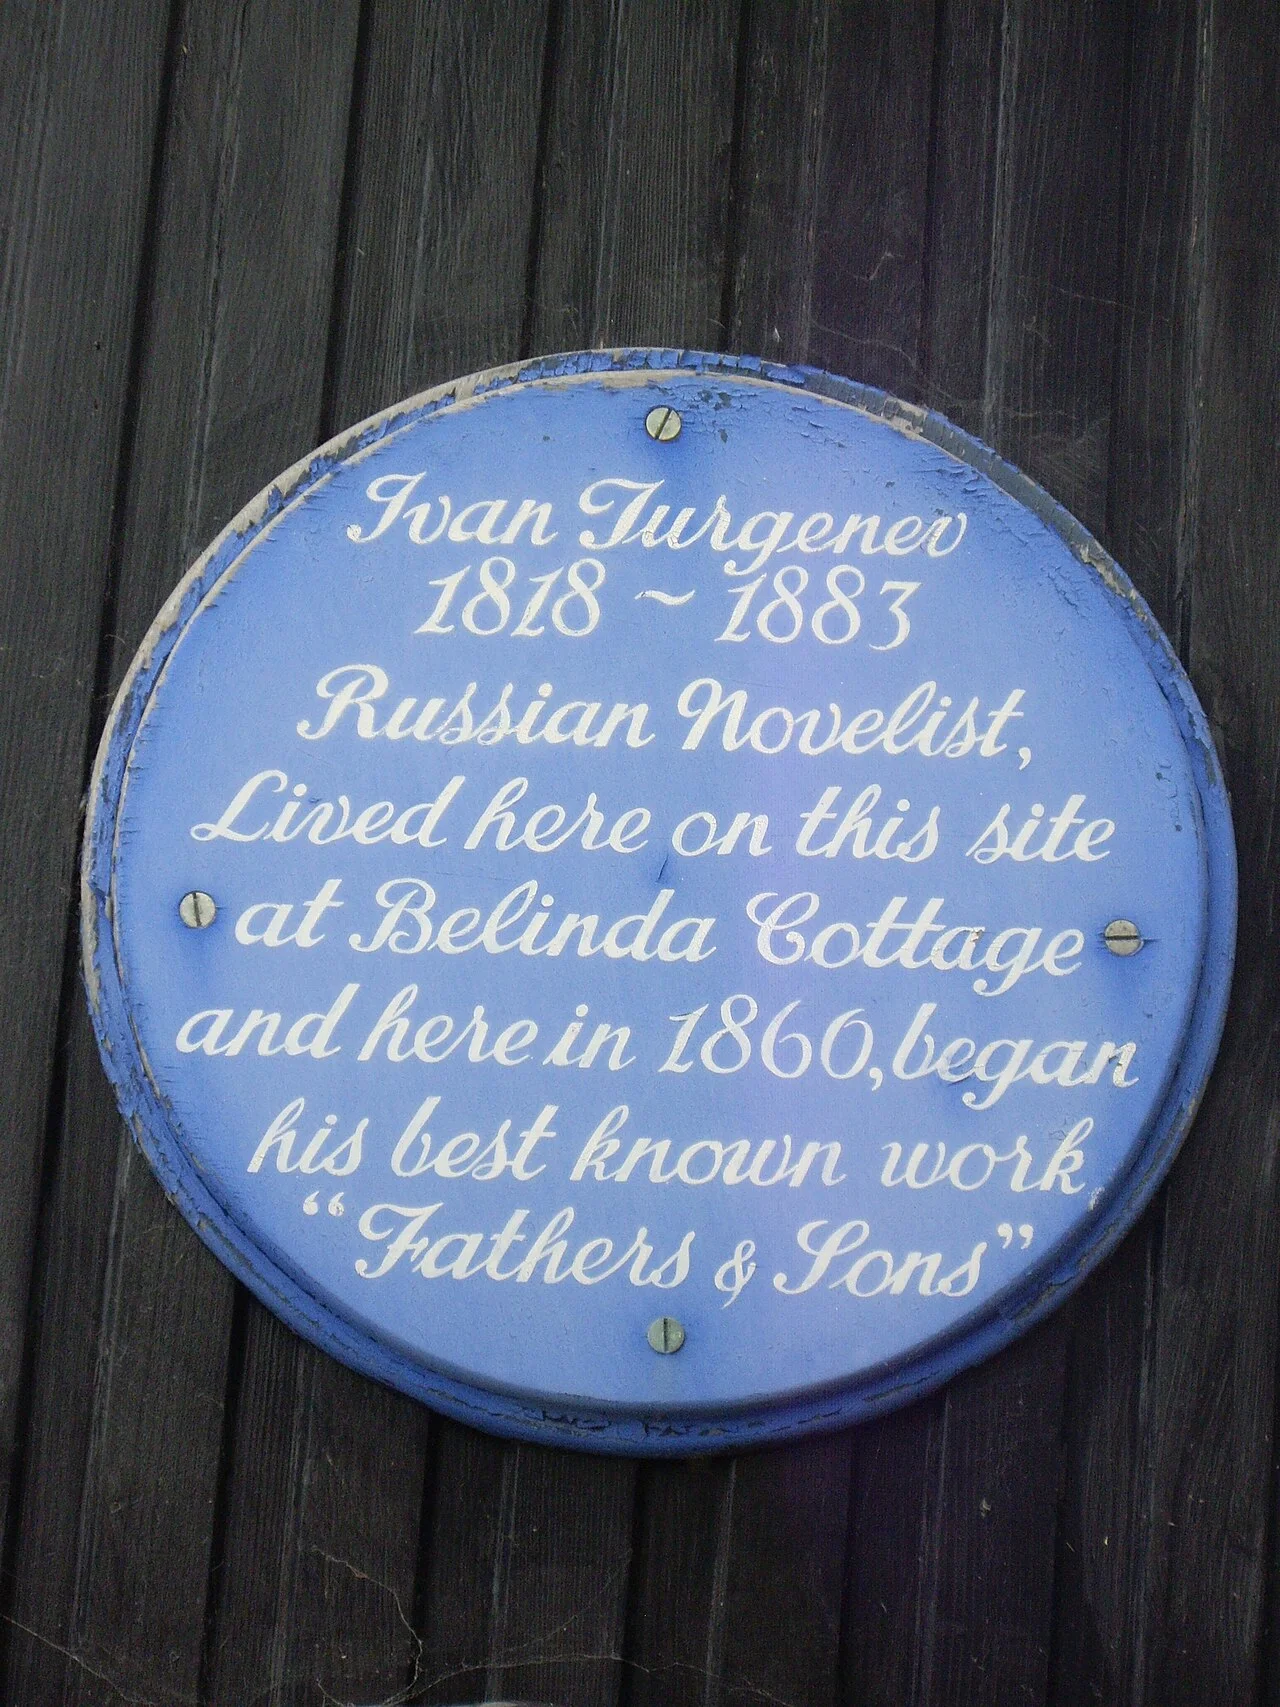 Ivan Turgenev
1818 ~ 1883
Russian Novelist,
Lived here on this site
at Belinda Cottage
and here in 1860, began
his best known work,
“Fathers & Sons”